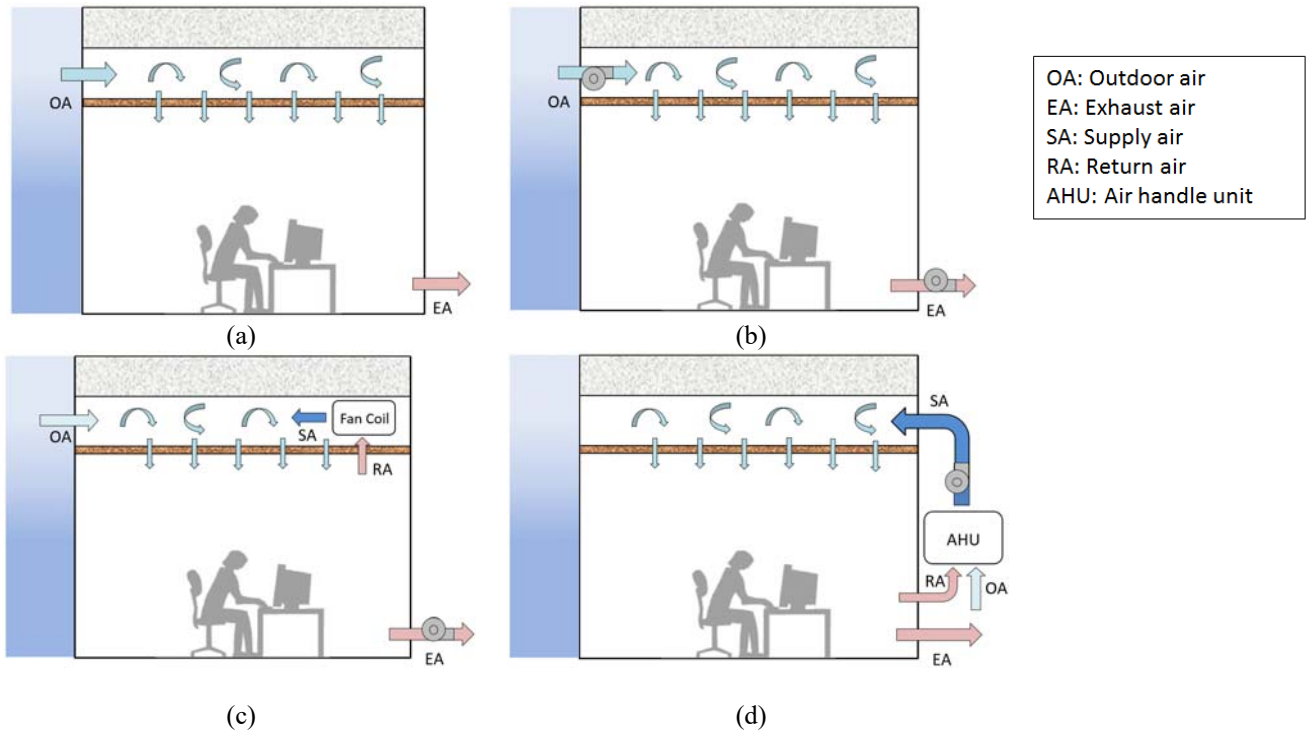 OA
EA
(a)
OA
EA
(b)
OA: Outdoor air
EA: Exhaust air
SA: Supply air
RA: Return air
AHU: Air handle unit
OA
SA
Fan Coil
RA
EA
(c)
SA
AHU
RA
OA
EA
(d)